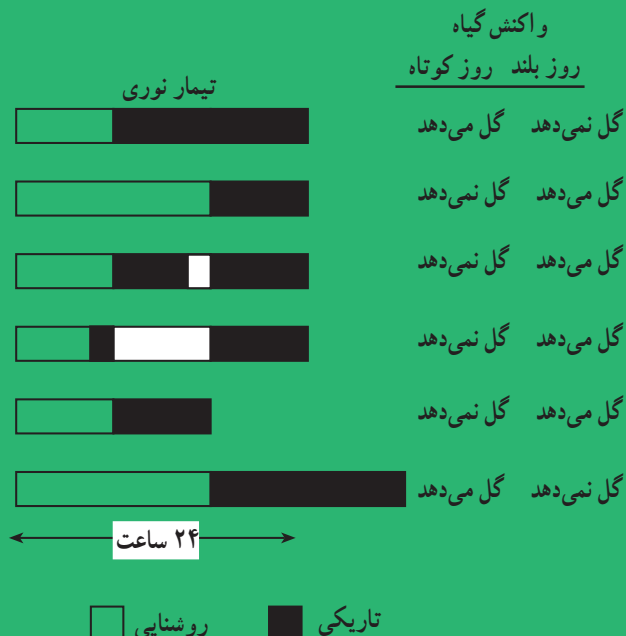 واکنش گیاه
روز بلند روز کوتاه
تیمار نوری
گل نمی‌دهد گل می‌دهد
گل می‌دهد گل نمی‌دهد
گل می‌دهد گل نمی‌دهد
گل می‌دهد گل نمی‌دهد
گل می‌دهد گل نمی‌دهد
گل نمی‌دهد گل می‌دهد
۲۴ ساعت
تاریکی روشنایی